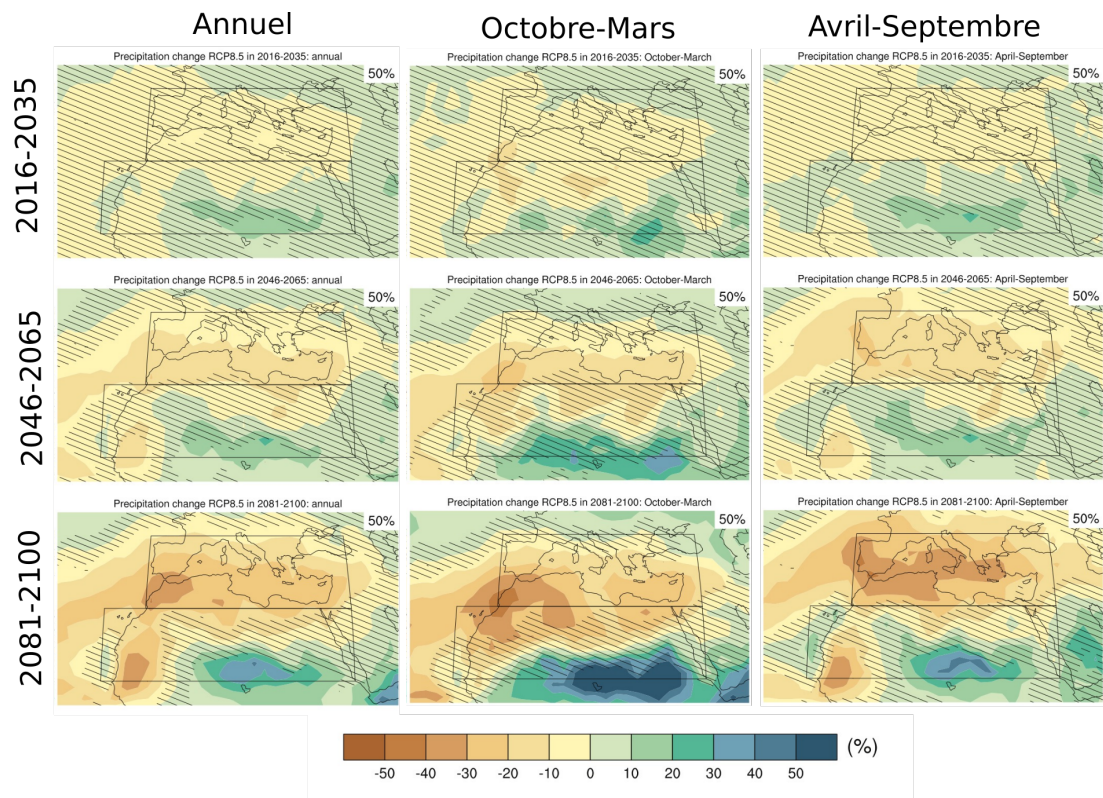 Annuel
Octobre-Mars
Avril-Septembre
2016-2035
Precipitation change RCP8.5 in 2016-2035: annual
50%
Precipitation change RCP8.5 in 2016-2035: October-March
50%
Precipitation change RCP8.5 in 2016-2035: April-September
50%
2046-2065
Precipitation change RCP8.5 in 2046-2065: annual
50%
Precipitation change RCP8.5 in 2046-2065: October-March
50%
Precipitation change RCP8.5 in 2046-2065: April-September
50%
2081-2100
Precipitation change RCP8.5 in 2081-2100: annual
50%
Precipitation change RCP8.5 in 2081-2100: October-March
50%
Precipitation change RCP8.5 in 2081-2100: April-September
50%
(%)
-50 -40 -30 -20 -10 0 10 20 30 40 50